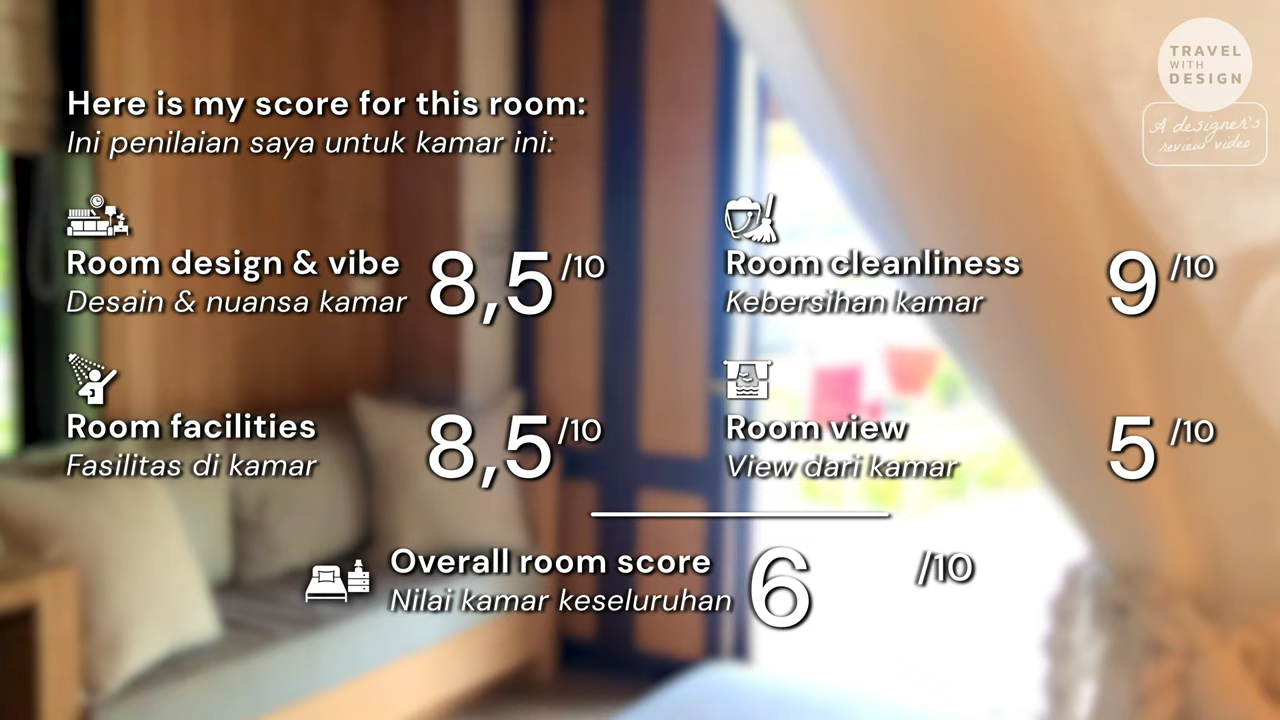 TRAVEL
WITH
DESIGN
A designer's
review video
Here is my score for this room:
Ini penilaian saya untuk kamar ini:
Room design & vibe 8,5/10
Desain & nuansa kamar
Room cleanliness 9/10
Kebersihan kamar
Room facilities 8,5/10
Fasilitas di kamar
Room view 5/10
View dari kamar
Overall room score 6 /10
Nilai kamar keseluruhan